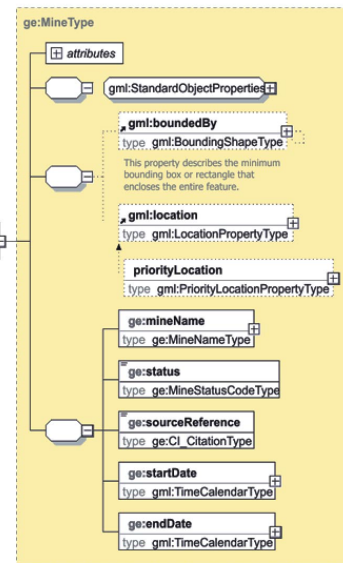 ge:MineType
attributes
gml:StandardObjectProperties
gml:boundedBy
type gml:BoundingShapeType
This property describes the minimum
bounding box or rectangle that
encloses the entire feature.
gml:location
type gml:LocationPropertyType
priorityLocation
type gml:PriorityLocationPropertyType
ge:mineName
type ge:MineNameType
ge:status
type ge:MineStatusCodeType
ge:sourceReference
type ge:CI_CitationType
ge:startDate
type gml:TimeCalendarType
ge:endDate
type gml:TimeCalendarType